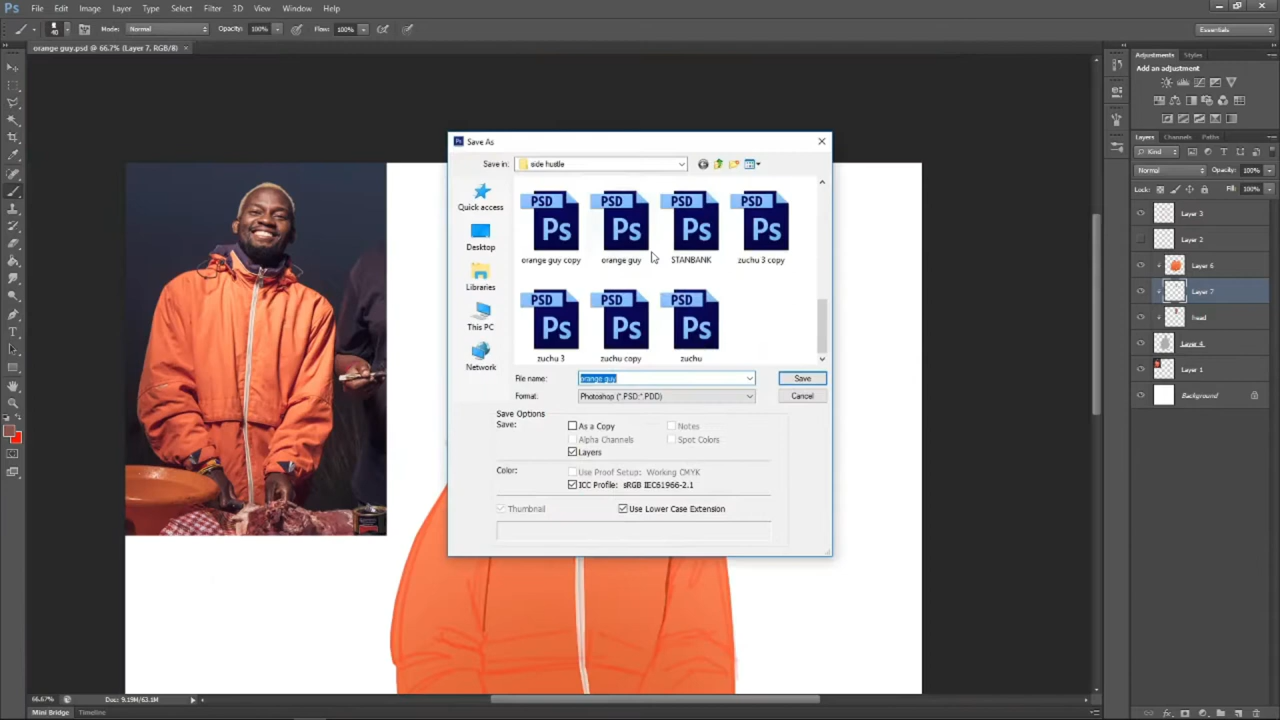 Ps File Edit Image Layer Type Select Filter 3D View Window Help
40 Mode: Normal Opacity: 100% Flow: 100% Essentials
orange guy.psd @ 66.7% (Layer 7, RGB/8) ×
Adjustments Styles
Add an adjustment
Layers Channels Paths
Kind
Normal Opacity: 100%
Lock: Fill: 100%
Layer 3
Layer 2
Layer 6
Layer 7
head
Layer 4
Layer 1
Background
Save As
Save in: side hustle
Quick access
Desktop
Libraries
This PC
Network
PSD PSD PSD PSD
Ps Ps Ps Ps
orange guy copy orange guy STANBANK zuchu 3 copy
PSD PSD PSD
Ps Ps Ps
zuchu 3 zuchu copy zuchu
File name: orange guy Save
Format: Photoshop (*.PSD;*.PDD) Cancel
Save Options
Save: As a Copy Notes
Alpha Channels Spot Colors
Layers
Color: Use Proof Setup: Working CMYK
ICC Profile: sRGB IEC61966-2.1
Thumbnail Use Lower Case Extension
66.67% Doc: 9.19M/63.1M
Mini Bridge Timeline